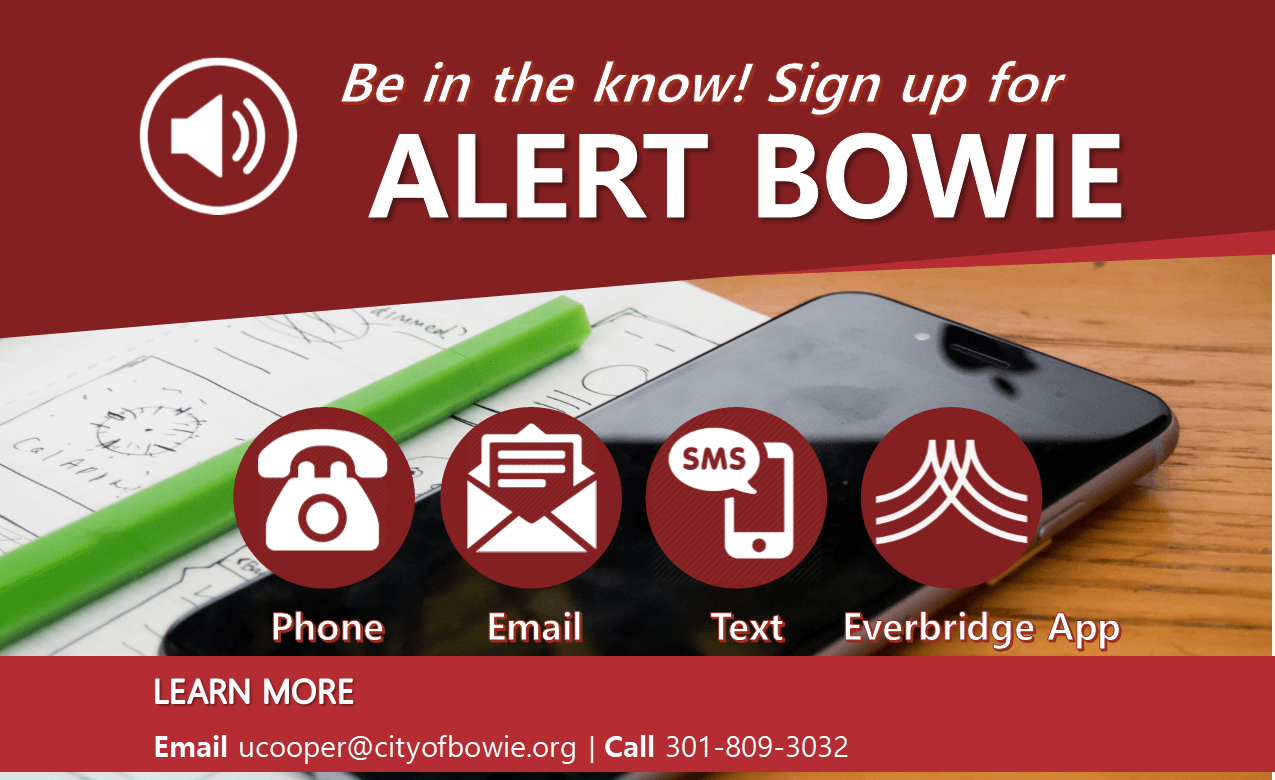 Be in the know! Sign up for
ALERT BOWIE
dimmed?
SMS
Phone
Email
Text
Everbridge App
LEARN MORE
Email ucooper@cityofbowie.org | Call 301-809-3032